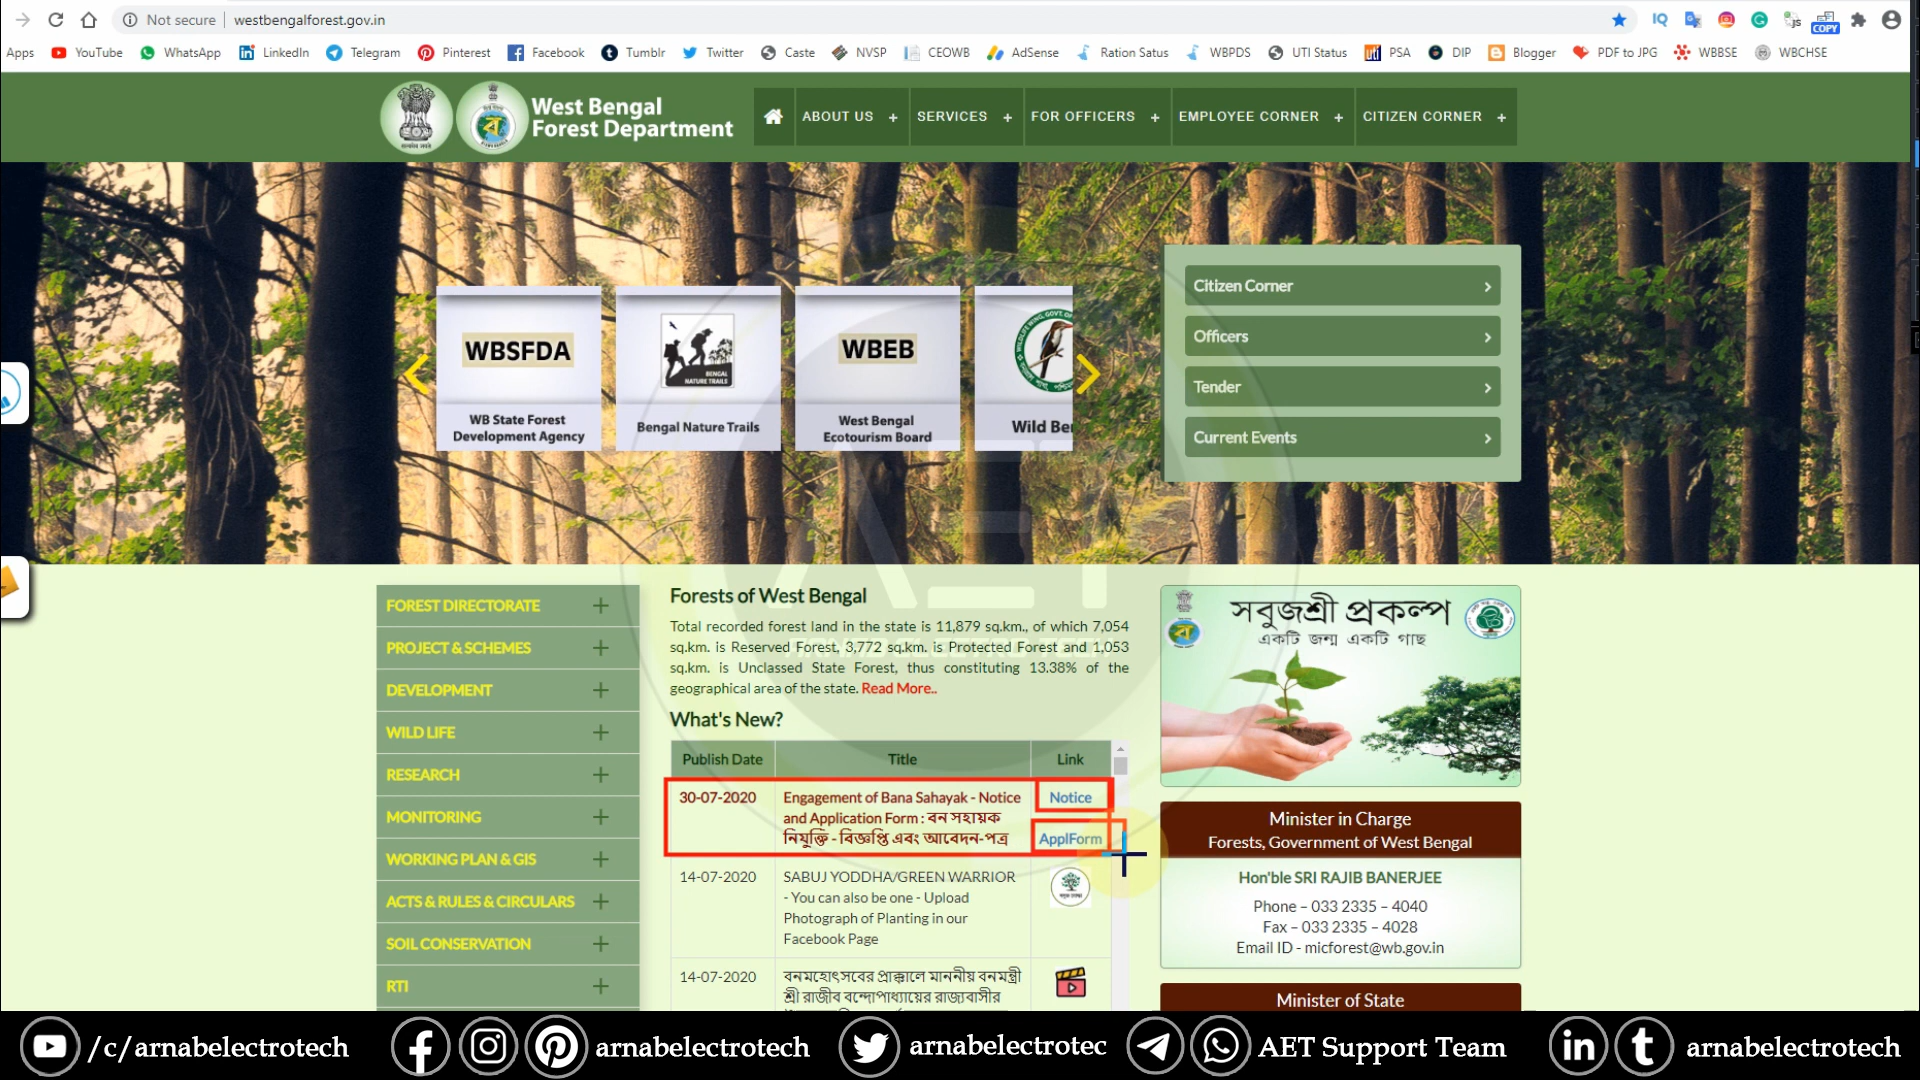 Not secure | westbengalforest.gov.in
IQ
js
COPY
Apps YouTube WhatsApp LinkedIn Telegram Pinterest Facebook Tumblr Twitter Caste NVSP CEOWB AdSense Ration Satus WBPDS UTI Status PSA DIP Blogger PDF to JPG WBBSE WBCHSE
West Bengal
Forest Department
ABOUT US + SERVICES + FOR OFFICERS + EMPLOYEE CORNER + CITIZEN CORNER +
Citizen Corner
Officers
Tender
Current Events
WBSFDA
BENGAL
NATURE TRAILS
WBEB
WB State Forest
Development Agency
Bengal Nature Trails
West Bengal
Ecotourism Board
Wild Be
AET
FOREST DIRECTORATE +
PROJECT & SCHEMES +
DEVELOPMENT +
WILD LIFE +
RESEARCH +
MONITORING +
WORKING PLAN & GIS +
ACTS & RULES & CIRCULARS +
SOIL CONSERVATION +
RTI +
Forests of West Bengal
Total recorded forest land in the state is 11,879 sq.km., of which 7,054
sq.km. is Reserved Forest, 3,772 sq.km. is Protected Forest and 1,053
sq.km. is Unclassed State Forest, thus constituting 13.38% of the
geographical area of the state. Read More..
ARNAB ELECTRO TECH
What's New?
Publish Date Title Link
30-07-2020 Engagement of Bana Sahayak - Notice Notice
and Application Form : বন সহায়ক
নিযুক্তি - বিজ্ঞপ্তি এবং আবেদন-পত্র ApplForm
14-07-2020 SABUJ YODDHA/GREEN WARRIOR
- You can also be one - Upload
Photograph of Planting in our
Facebook Page
14-07-2020 বনমহোৎসবের প্রাক্কালে মাননীয় বনমন্ত্রী
শ্রী রাজীব বন্দোপাধ্যায়ের রাজ্যবাসীর
সবুজশ্রী প্রকল্প
একটি জন্ম একটি গাছ
Minister in Charge
Forests, Government of West Bengal
Hon'ble SRI RAJIB BANERJEE
Phone – 033 2335 – 4040
Fax – 033 2335 – 4028
Email ID - micforest@wb.gov.in
Minister of State
/c/arnabelectrotech arnabelectrotech arnabelectrotec AET Support Team arnabelectrotech